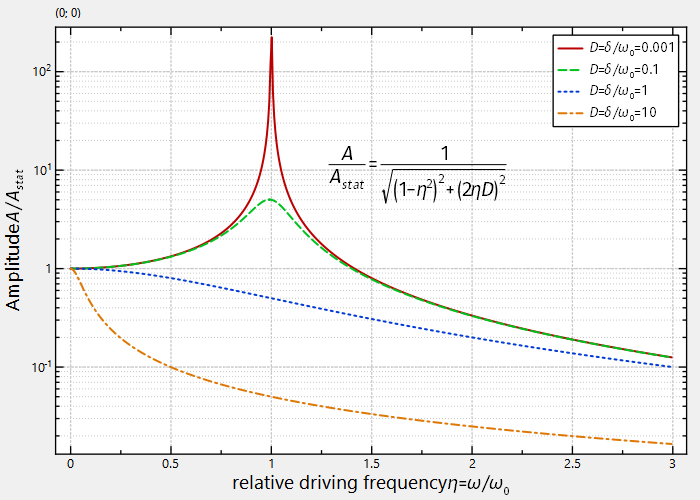 (0; 0)
D=δ/ω₀=0.001
D=δ/ω₀=0.1
D=δ/ω₀=1
D=δ/ω₀=10
A/A_stat = 1/√((1−η²)²+(2ηD)²)
Amplitude A/A_stat
10²
10¹
1
10⁻¹
0 0.5 1 1.5 2 2.5 3
relative driving frequency η=ω/ω₀